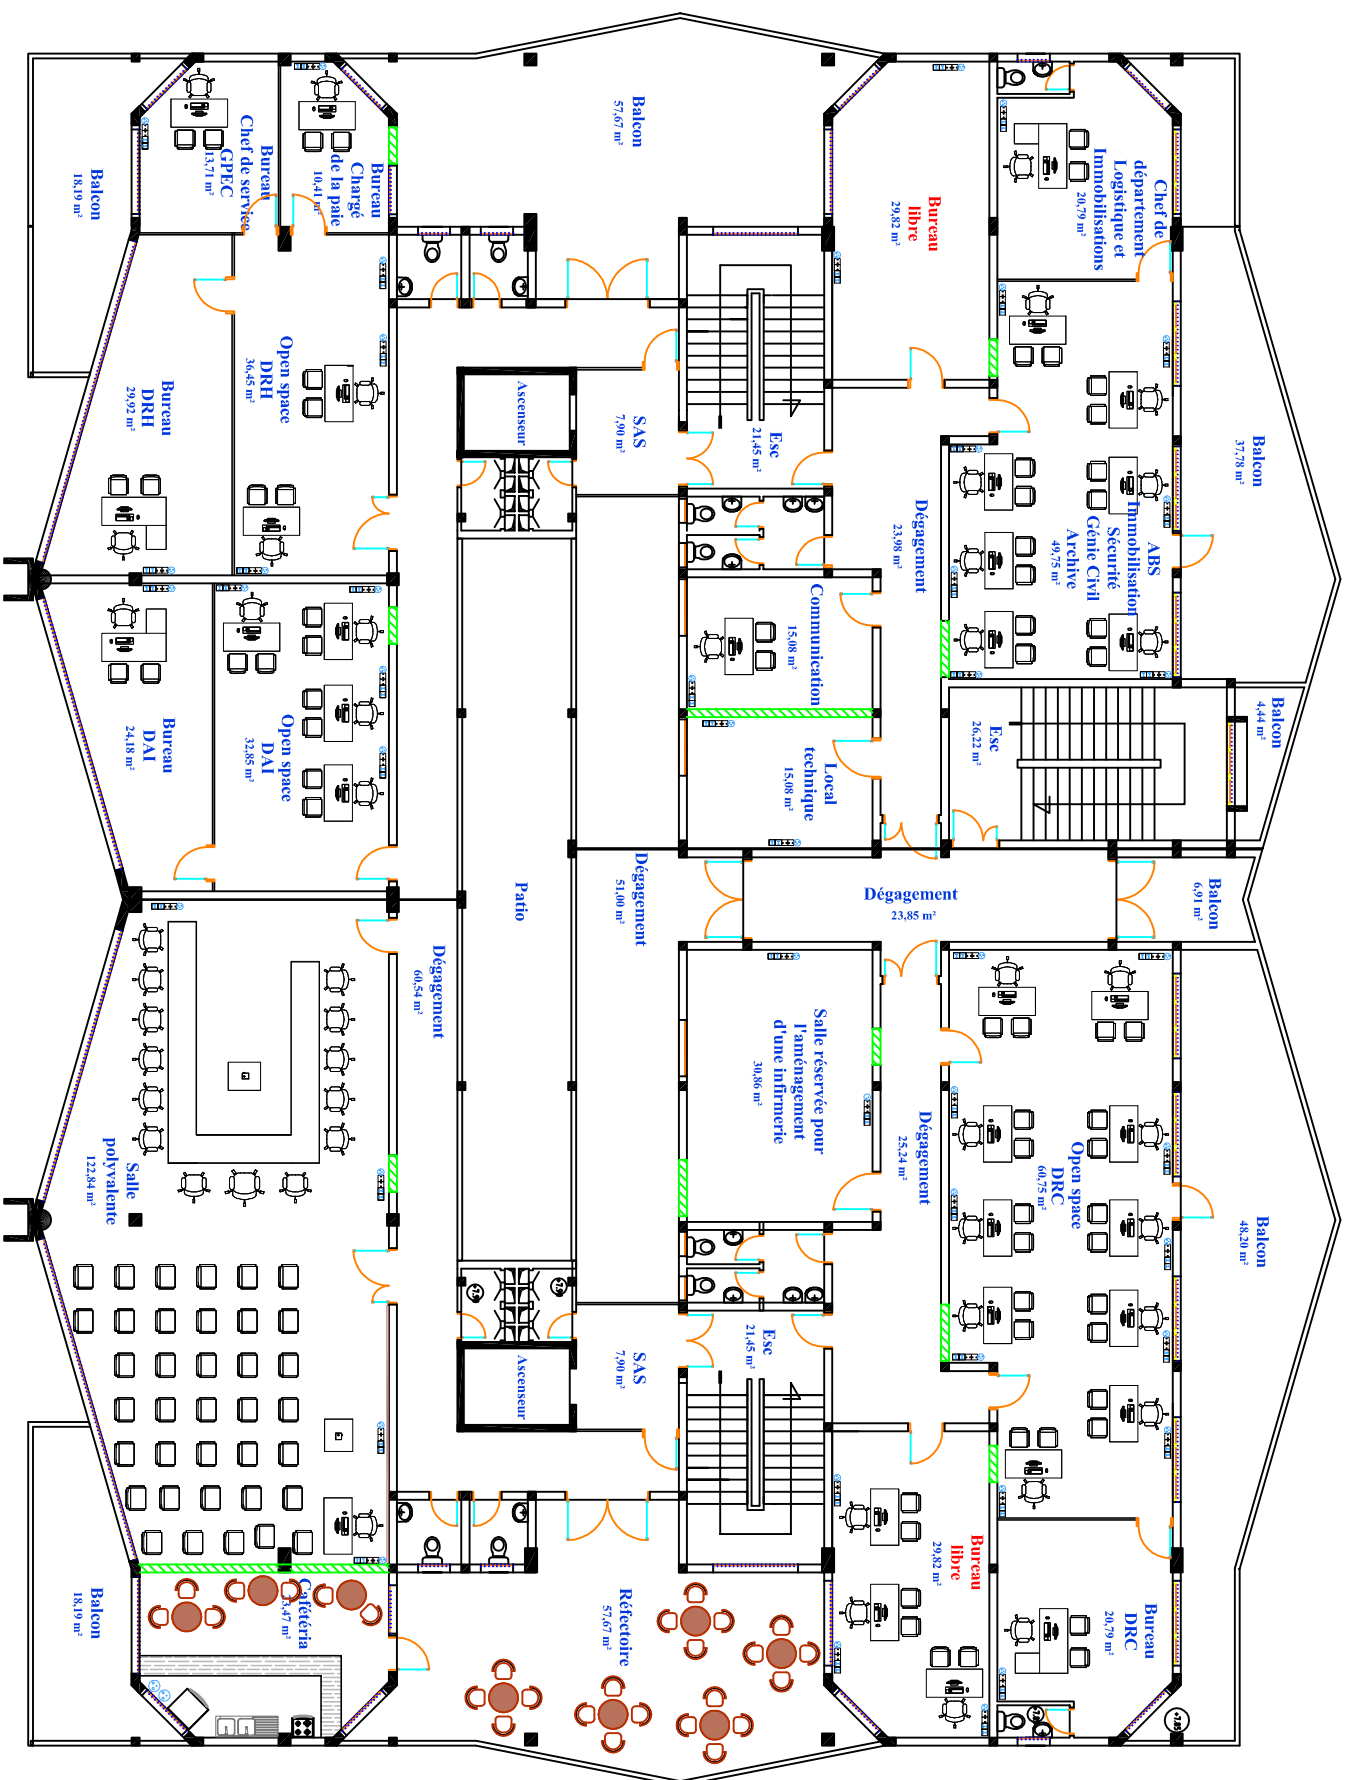 Balcon
57,67 m²
Balcon
18,19 m²
Bureau
Chef de service
GPEC
13,71 m²
Bureau
Chargé
de la paie
10,41 m²
Bureau
libre
29,82 m²
Chef de
département
Logistique et
Immobilisations
20,79 m²
Open space
DRH
36,45 m²
Bureau
DRH
29,92 m²
Ascenseur
SAS
7,90 m²
Esc
21,45 m²
Dégagement
23,98 m²
Balcon
37,78 m²
ABS
Immobilisation
Sécurité
Génie Civil
Archive
49,75 m²
Communication
15,08 m²
Local
technique
15,08 m²
Esc
26,22 m²
Balcon
4,44 m²
Bureau
DAI
24,18 m²
Open space
DAI
32,85 m²
Patio
Dégagement
51,00 m²
Dégagement
23,85 m²
Balcon
6,91 m²
Dégagement
60,54 m²
Salle réservée pour
l'aménagement
d'une infirmerie
30,86 m²
Dégagement
25,24 m²
Open space
DRC
60,75 m²
Balcon
48,20 m²
Salle
polyvalente
122,84 m²
Ascenseur
SAS
7,90 m²
Esc
21,45 m²
Bureau
libre
29,82 m²
Bureau
DRC
20,79 m²
+7.85
Balcon
18,19 m²
Cafétéria
Réfectoire
57,67 m²